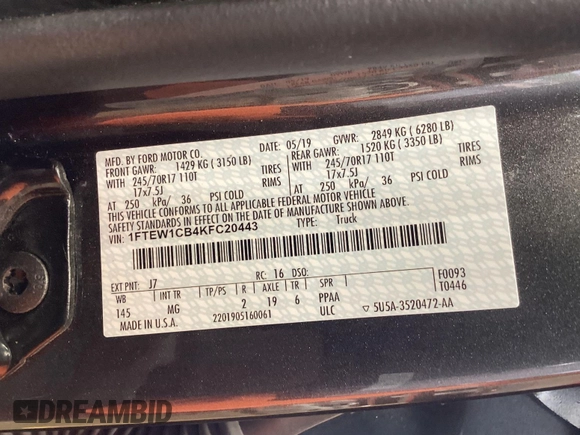 MFD. BY FORD MOTOR CO. DATE: 05/19 GVWR: 2849 KG ( 6280 LB)
FRONT GAWR: 1429 KG ( 3150 LB) REAR GAWR: 1520 KG ( 3350 LB)
WITH 245/70R17 110T TIRES WITH 245/70R17 110T TIRES
17x7.5J RIMS 17x7.5J RIMS
AT 250 kPa/ 36 PSI COLD AT 250 kPa/ 36 PSI COLD
THIS VEHICLE CONFORMS TO ALL APPLICABLE FEDERAL MOTOR VEHICLE SAFETY STANDARDS IN EFFECT ON THE DATE OF MANUFACTURE SHOWN ABOVE.
VIN: 1FTEW1CB4KFC20443 TYPE: Truck
EXT PNT: J7 RC: 16 DSO: F0093
WB INT TR TP/PS R AXLE TR SPR T0446
145 MG 2 19 6 PPAA
MADE IN U.S.A. 2201905160061 ULC 5U5A-3520472-AA
DREAMBID